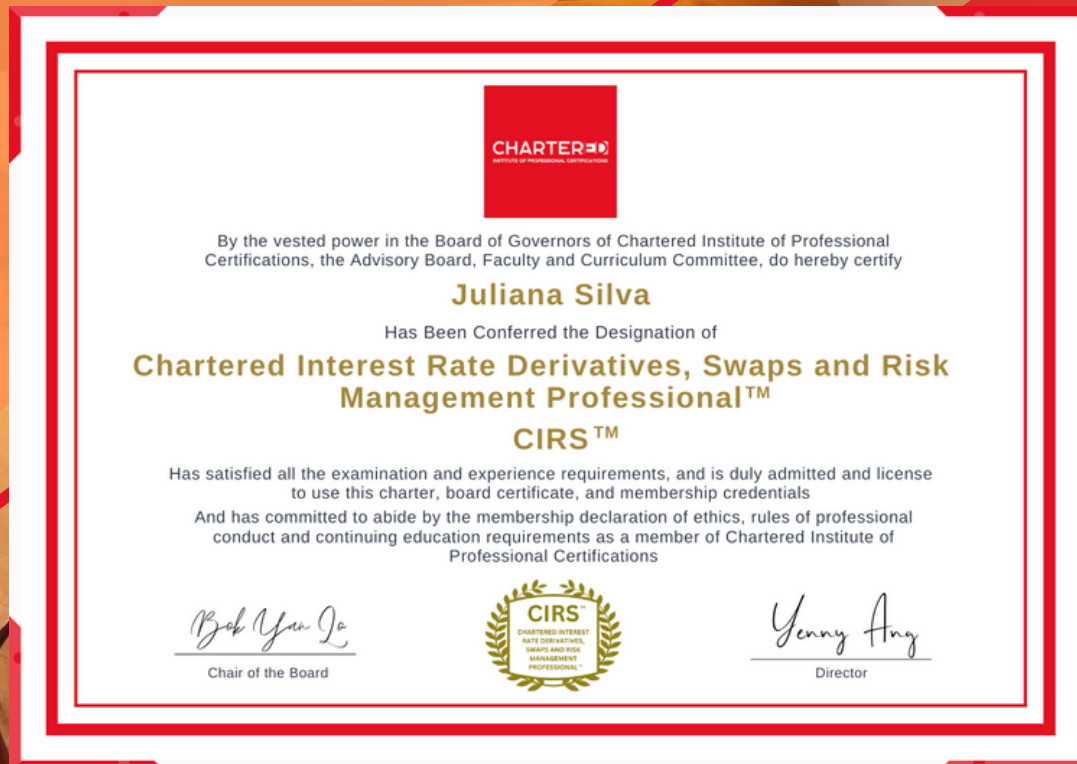 CHARTERED
INSTITUTE OF PROFESSIONAL CERTIFICATIONS
By the vested power in the Board of Governors of Chartered Institute of Professional
Certifications, the Advisory Board, Faculty and Curriculum Committee, do hereby certify
Juliana Silva
Has Been Conferred the Designation of
Chartered Interest Rate Derivatives, Swaps and Risk
Management Professional™
CIRS™
Has satisfied all the examination and experience requirements, and is duly admitted and license
to use this charter, board certificate, and membership credentials
And has committed to abide by the membership declaration of ethics, rules of professional
conduct and continuing education requirements as a member of Chartered Institute of
Professional Certifications
Bok Yan Lo
Chair of the Board
CIRS™
CHARTERED INTEREST
RATE DERIVATIVES,
SWAPS AND RISK
MANAGEMENT
PROFESSIONAL™
Yenny Ang
Director